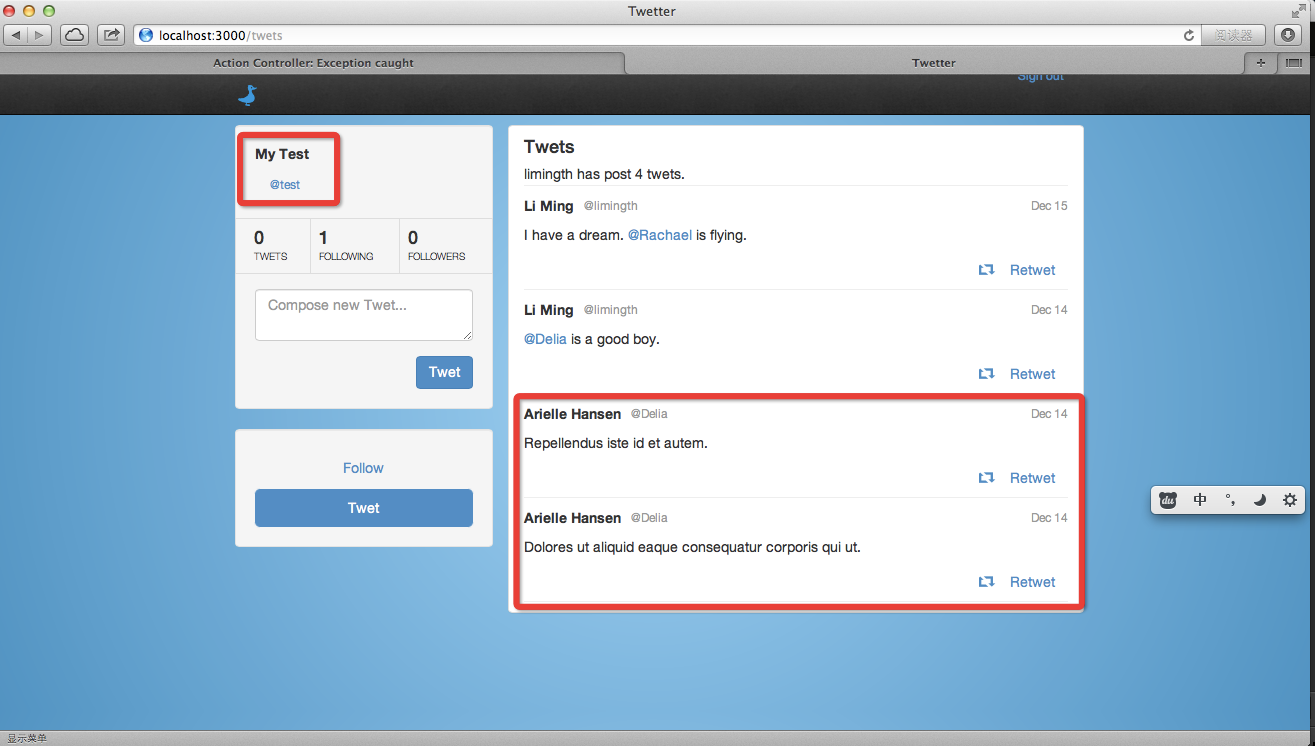 Twetter
localhost:3000/twets
阅读器
Action Controller: Exception caught
Twetter
Sign out
My Test
@test
0
TWETS
1
FOLLOWING
0
FOLLOWERS
Compose new Twet...
Twet
Follow
Twet
Twets
limingth has post 4 twets.
Li Ming @limingth Dec 15
I have a dream. @Rachael is flying.
Retwet
Li Ming @limingth Dec 14
@Delia is a good boy.
Retwet
Arielle Hansen @Delia Dec 14
Repellendus iste id et autem.
Retwet
Arielle Hansen @Delia Dec 14
Dolores ut aliquid eaque consequatur corporis qui ut.
Retwet
du 中 °,
显示菜单